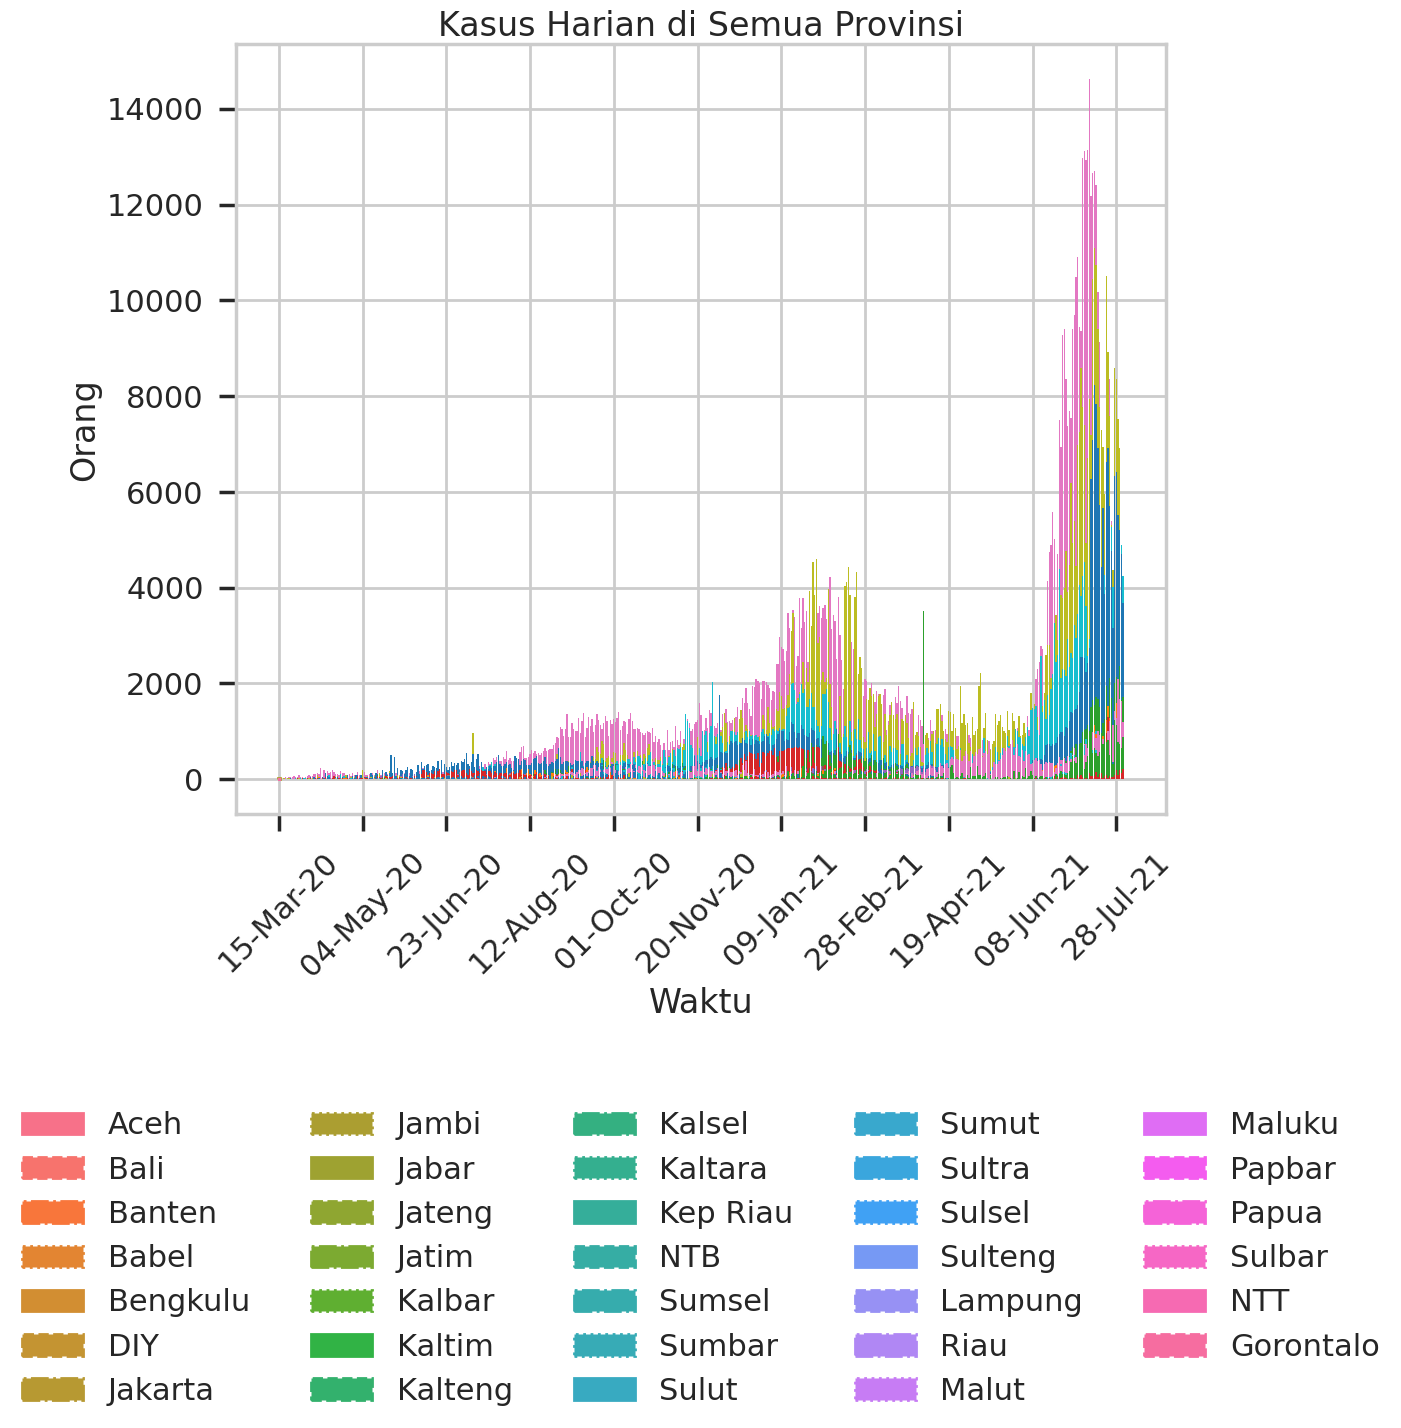 Kasus Harian di Semua Provinsi
14000
12000
10000
8000
6000
4000
2000
0
Orang
15-Mar-20
04-May-20
23-Jun-20
12-Aug-20
01-Oct-20
20-Nov-20
09-Jan-21
28-Feb-21
19-Apr-21
08-Jun-21
28-Jul-21
Waktu
Aceh
Bali
Banten
Babel
Bengkulu
DIY
Jakarta
Jambi
Jabar
Jateng
Jatim
Kalbar
Kaltim
Kalteng
Kalsel
Kaltara
Kep Riau
NTB
Sumsel
Sumbar
Sulut
Sumut
Sultra
Sulsel
Sulteng
Lampung
Riau
Malut
Maluku
Papbar
Papua
Sulbar
NTT
Gorontalo